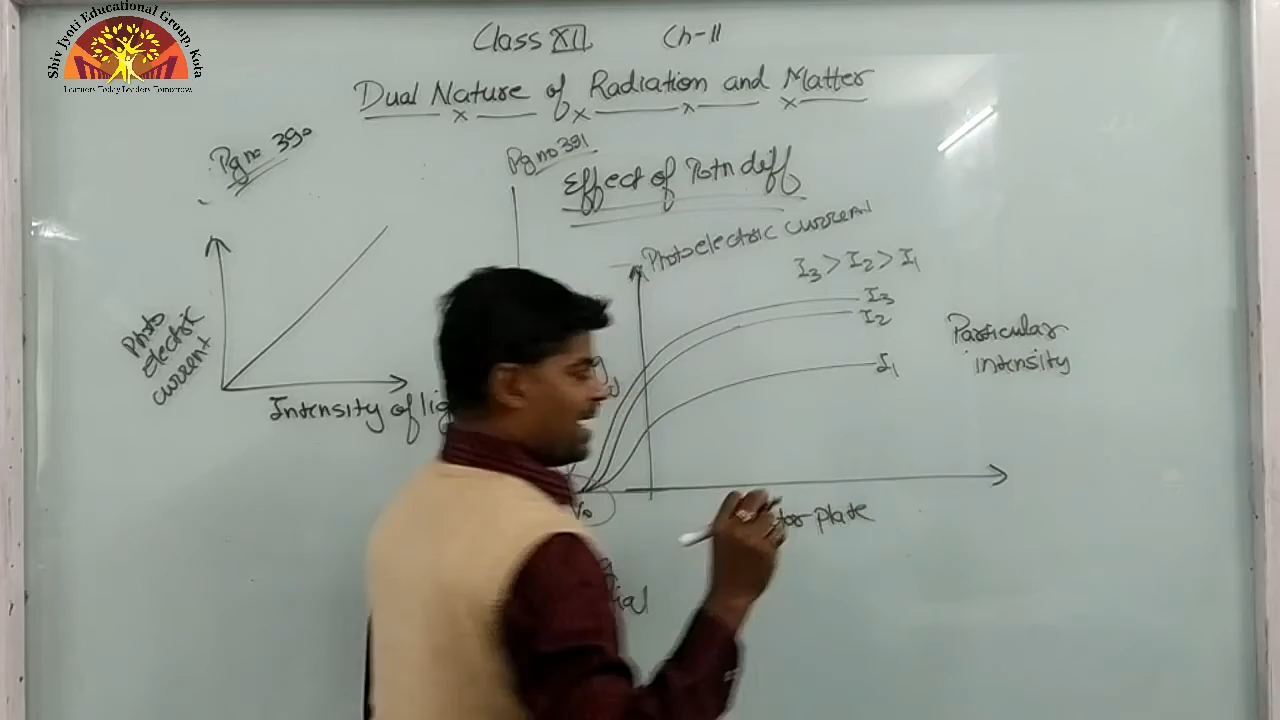 Shiv Jyoti Educational Group, Kota
Learners Today Leaders Tomorrow
Class XII Ch-11
Dual Nature of Radiation and Matter
Pg no 390
Photo
electric
current
Intensity of
Pg no 391
Effect of Potn diff
Photoelectric current
I3 > I2 > I1
I3
I2
I1
Particular
intensity
V0
plate